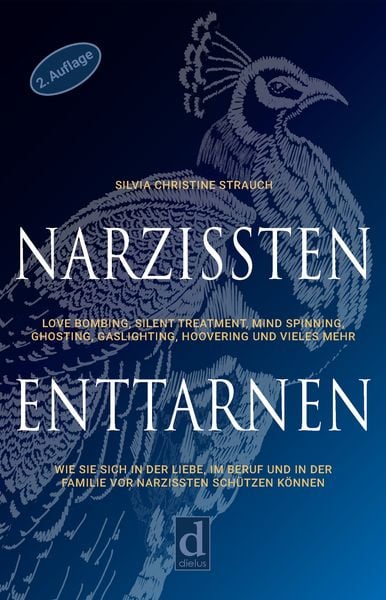 2. Auflage
SILVIA CHRISTINE STRAUCH
NARZISSTEN
LOVE BOMBING, SILENT TREATMENT, MIND SPINNING,
GHOSTING, GASLIGHTING, HOOVERING UND VIELES MEHR
ENTTARNEN
WIE SIE SICH IN DER LIEBE, IM BERUF UND IN DER
FAMILIE VOR NARZISSTEN SCHÜTZEN KÖNNEN
d
dielus